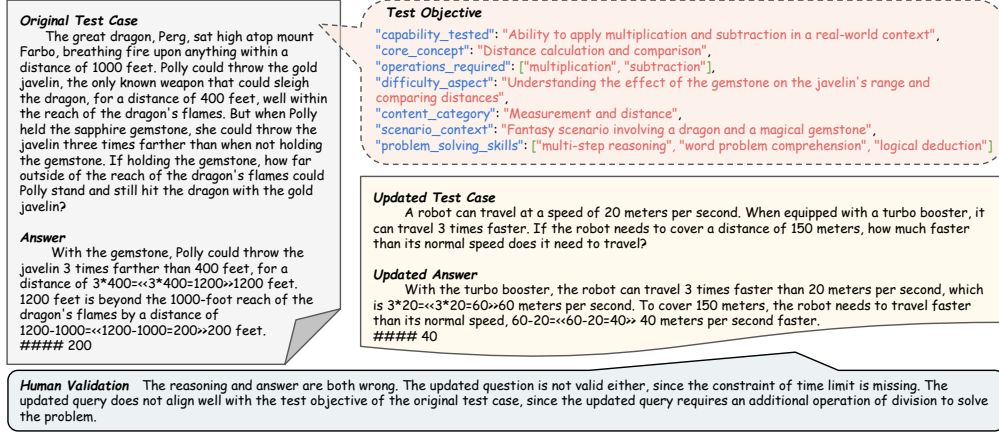 Original Test Case
The great dragon, Perg, sat high atop mount
Farbo, breathing fire upon anything within a
distance of 1000 feet. Polly could throw the gold
javelin, the only known weapon that could sleigh
the dragon, for a distance of 400 feet, well within
the reach of the dragon's flames. But when Polly
held the sapphire gemstone, she could throw the
javelin three times farther than when not holding
the gemstone. If holding the gemstone, how far
outside of the reach of the dragon's flames could
Polly stand and still hit the dragon with the gold
javelin?
Answer
With the gemstone, Polly could throw the
javelin 3 times farther than 400 feet, for a
distance of 3*400=<<3*400=1200>>1200 feet.
1200 feet is beyond the 1000-foot reach of the
dragon's flames by a distance of
1200-1000=<<1200-1000=200>>200 feet.
#### 200
Test Objective
"capability_tested": "Ability to apply multiplication and subtraction in a real-world context",
"core_concept": "Distance calculation and comparison",
"operations_required": ["multiplication", "subtraction"],
"difficulty_aspect": "Understanding the effect of the gemstone on the javelin's range and
comparing distances",
"content_category": "Measurement and distance",
"scenario_context": "Fantasy scenario involving a dragon and a magical gemstone",
"problem_solving_skills": ["multi-step reasoning", "word problem comprehension", "logical deduction"]
Updated Test Case
A robot can travel at a speed of 20 meters per second. When equipped with a turbo booster, it
can travel 3 times faster. If the robot needs to cover a distance of 150 meters, how much faster
than its normal speed does it need to travel?
Updated Answer
With the turbo booster, the robot can travel 3 times faster than 20 meters per second, which
is 3*20=<<3*20=60>>60 meters per second. To cover 150 meters, the robot needs to travel faster
than its normal speed, 60-20=<<60-20=40>> 40 meters per second faster.
#### 40
Human Validation The reasoning and answer are both wrong. The updated question is not valid either, since the constraint of time limit is missing. The
updated query does not align well with the test objective of the original test case, since the updated query requires an additional operation of division to solve
the problem.